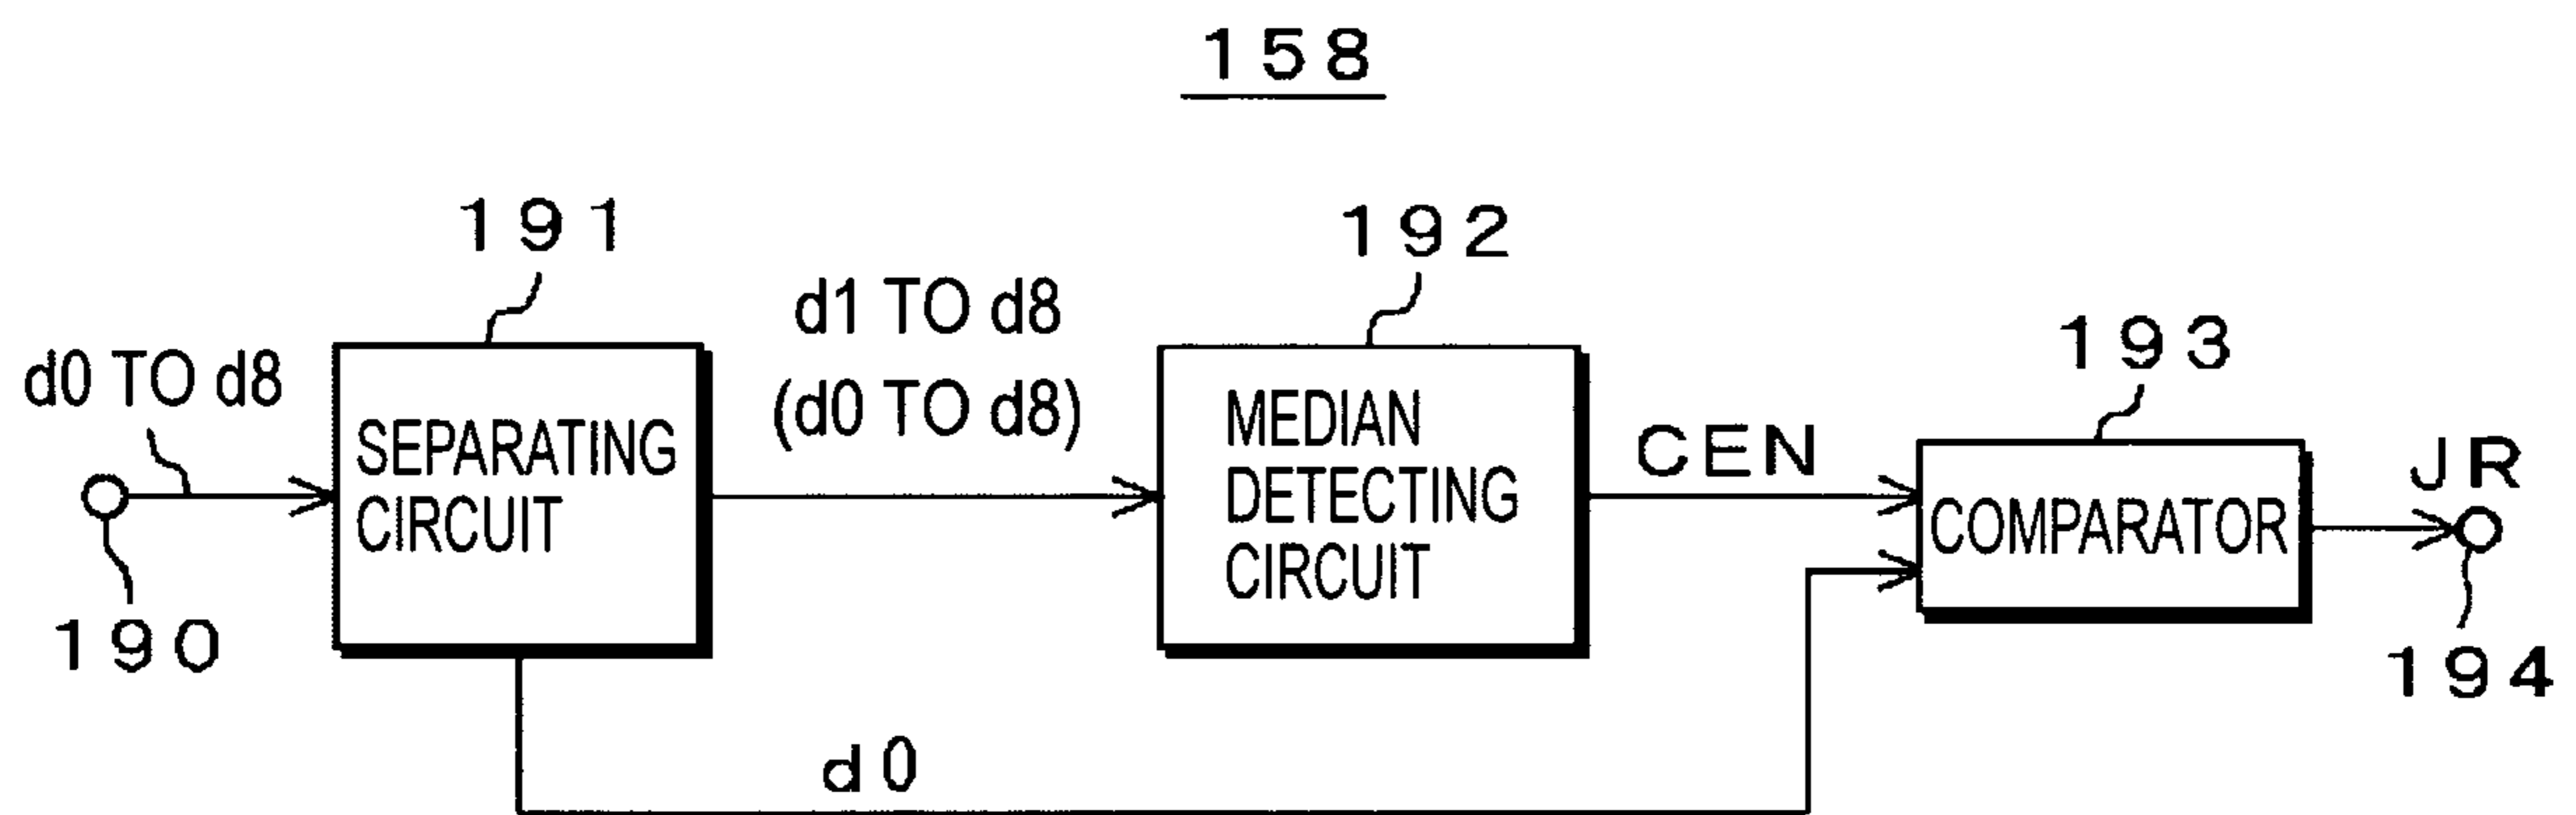 158
191
192
d1 TO d8
193
d0 TO d8
(d0 TO d8)
SEPARATING
CIRCUIT
MEDIAN
DETECTING
CIRCUIT
CEN
COMPARATOR
JR
190
194
d0